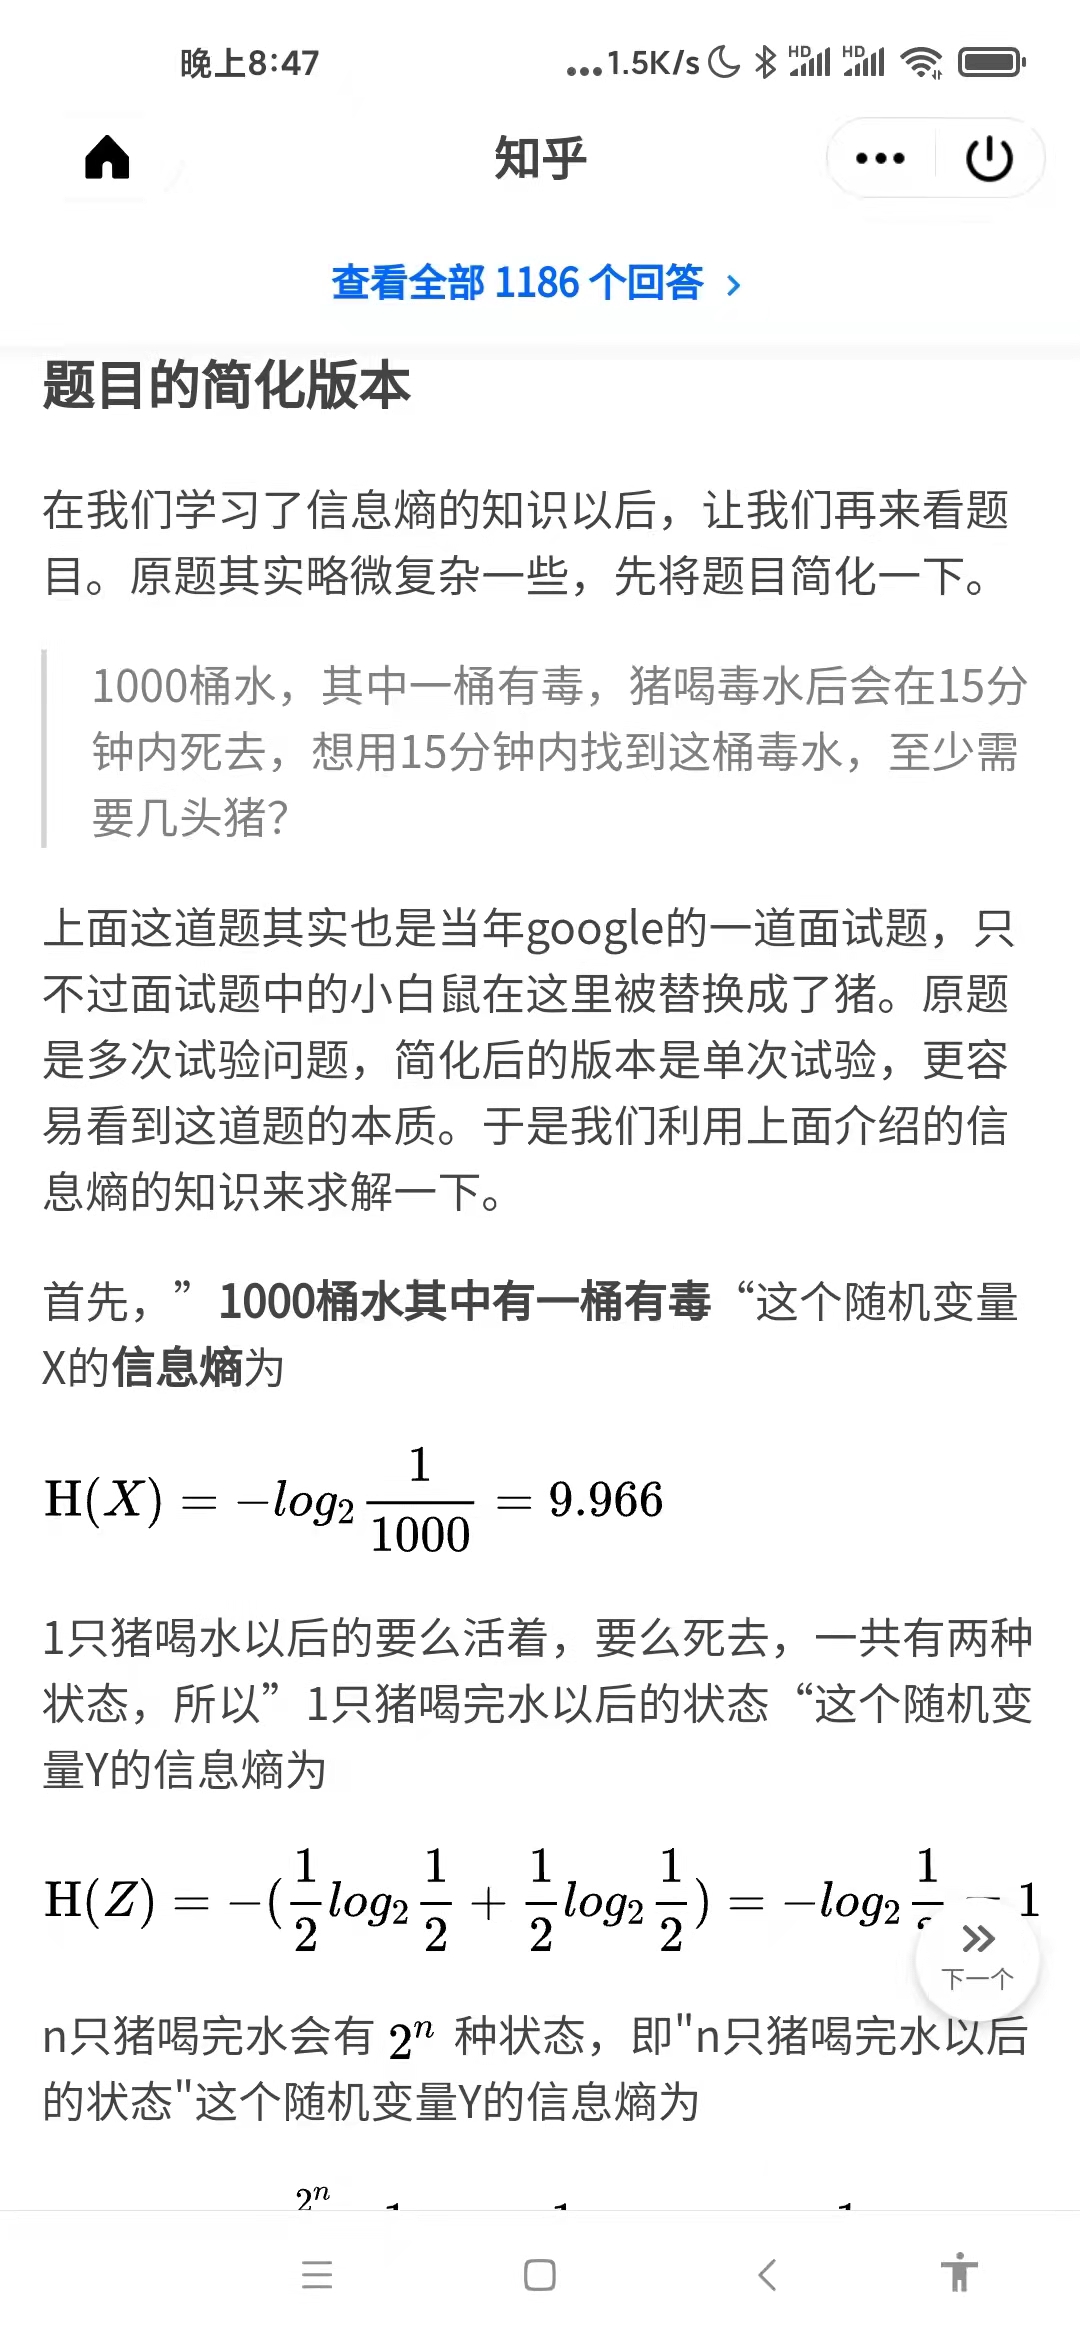 晚上8:47
...1.5K/s HD HD
知乎
查看全部 1186 个回答 >
题目的简化版本
在我们学习了信息熵的知识以后，让我们再来看题
目。原题其实略微复杂一些，先将题目简化一下。
1000桶水，其中一桶有毒，猪喝毒水后会在15分
钟内死去，想用15分钟内找到这桶毒水，至少需
要几头猪？
上面这道题其实也是当年google的一道面试题，只
不过面试题中的小白鼠在这里被替换成了猪。原题
是多次试验问题，简化后的版本是单次试验，更容
易看到这道题的本质。于是我们利用上面介绍的信
息熵的知识来求解一下。
首先，”1000桶水其中有一桶有毒“这个随机变量
X的信息熵为
H(X) = −log₂ 1/1000 = 9.966
1只猪喝水以后的要么活着，要么死去，一共有两种
状态，所以”1只猪喝完水以后的状态“这个随机变
量Y的信息熵为
H(Z) = −(1/2 log₂ 1/2 + 1/2 log₂ 1/2) = −log₂ 1/ = 1
下一个
n只猪喝完水会有 2ⁿ 种状态，即"n只猪喝完水以后
的状态"这个随机变量Y的信息熵为
2ⁿ